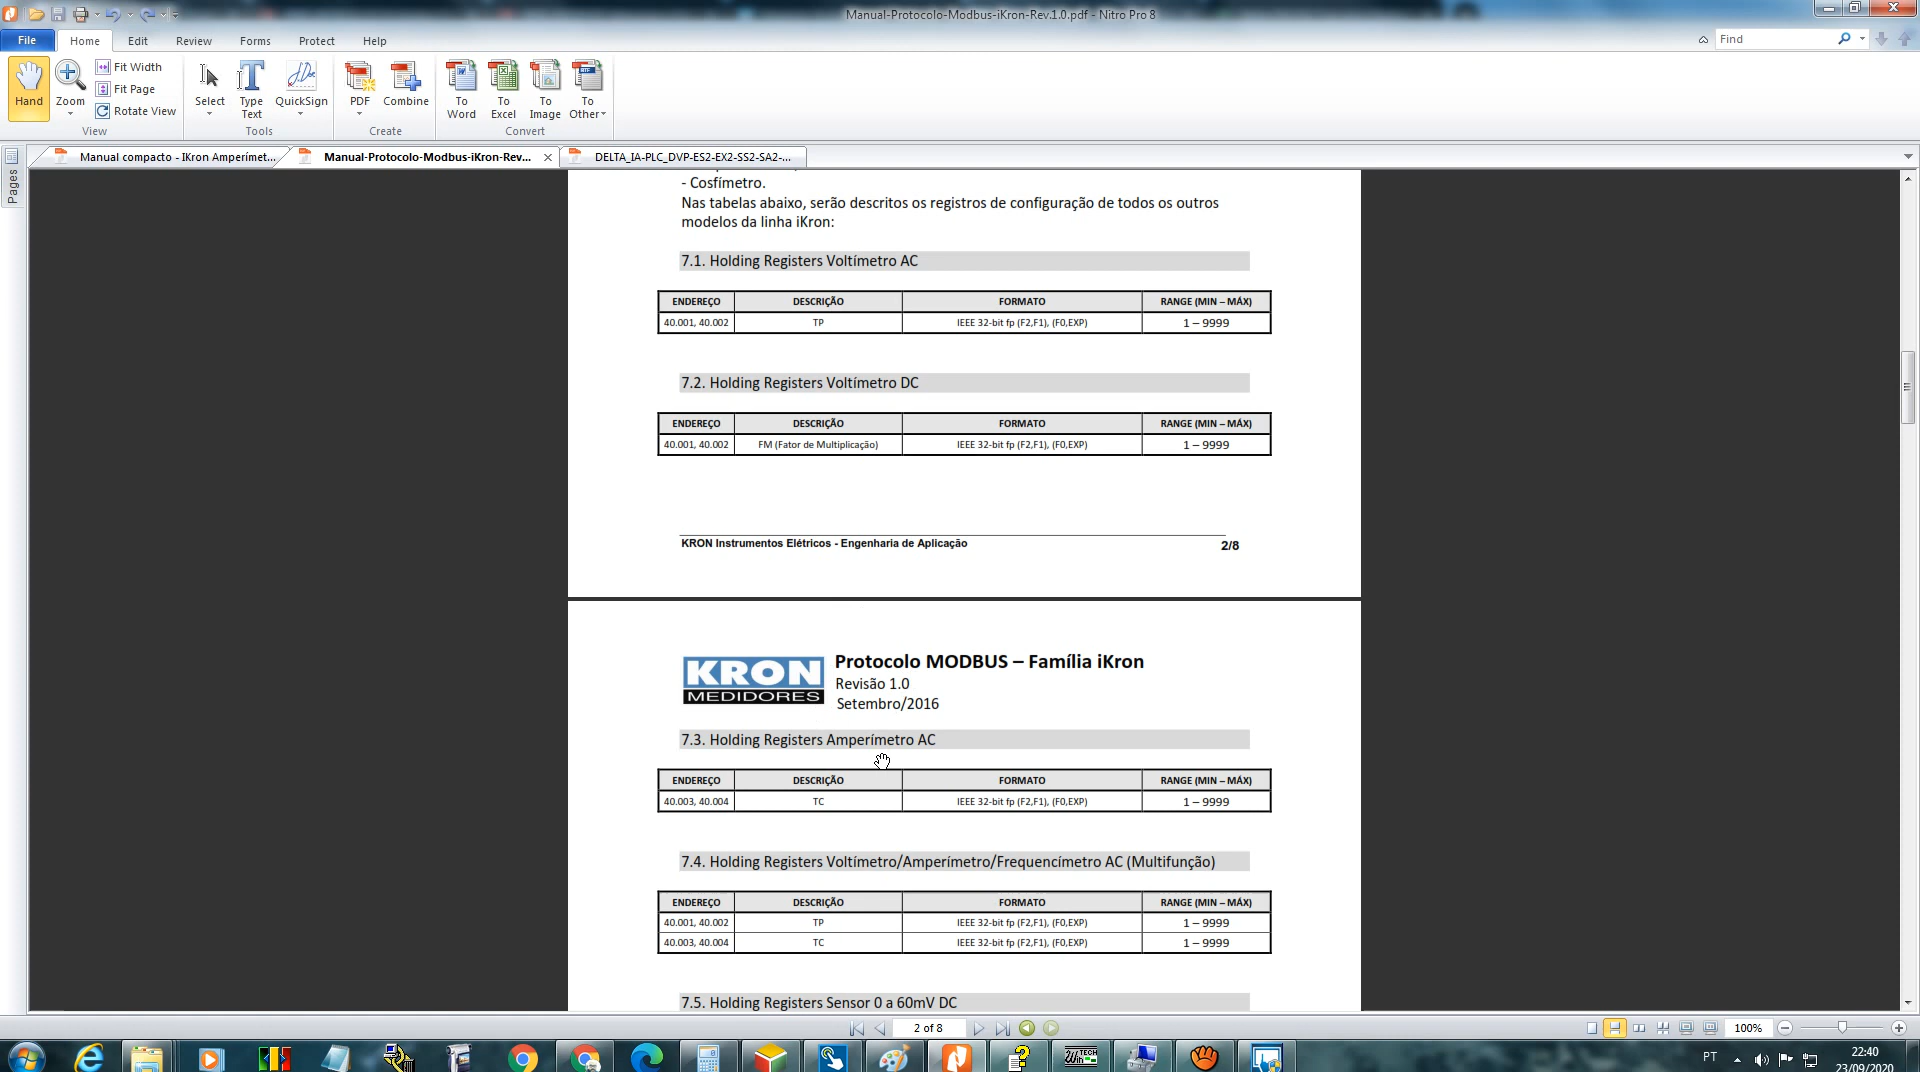 Manual-Protocolo-Modbus-iKron-Rev.1.0.pdf - Nitro Pro 8
File Home Edit Review Forms Protect Help
Find
Hand
Zoom
Fit Width
Fit Page
Rotate View
View
Select
Type
Text
QuickSign
Tools
PDF
Combine
Create
To
Word
To
Excel
To
Image
To
Other
Convert
Pages
Manual compacto - IKron Amperímet...
Manual-Protocolo-Modbus-iKron-Rev...
DELTA_IA-PLC_DVP-ES2-EX2-SS2-SA2-...
- Cosfímetro.
Nas tabelas abaixo, serão descritos os registros de configuração de todos os outros
modelos da linha iKron:
7.1. Holding Registers Voltímetro AC
ENDEREÇO DESCRIÇÃO FORMATO RANGE (MIN – MÁX)
40.001, 40.002 TP IEEE 32-bit fp (F2,F1), (F0,EXP) 1 – 9999
7.2. Holding Registers Voltímetro DC
ENDEREÇO DESCRIÇÃO FORMATO RANGE (MIN – MÁX)
40.001, 40.002 FM (Fator de Multiplicação) IEEE 32-bit fp (F2,F1), (F0,EXP) 1 – 9999
KRON Instrumentos Elétricos - Engenharia de Aplicação 2/8
KRON
MEDIDORES
Protocolo MODBUS – Família iKron
Revisão 1.0
Setembro/2016
7.3. Holding Registers Amperímetro AC
ENDEREÇO DESCRIÇÃO FORMATO RANGE (MIN – MÁX)
40.003, 40.004 TC IEEE 32-bit fp (F2,F1), (F0,EXP) 1 – 9999
7.4. Holding Registers Voltímetro/Amperímetro/Frequencímetro AC (Multifunção)
ENDEREÇO DESCRIÇÃO FORMATO RANGE (MIN – MÁX)
40.001, 40.002 TP IEEE 32-bit fp (F2,F1), (F0,EXP) 1 – 9999
40.003, 40.004 TC IEEE 32-bit fp (F2,F1), (F0,EXP) 1 – 9999
7.5. Holding Registers Sensor 0 a 60mV DC
2 of 8
100%
PT
22:40
23/09/2020